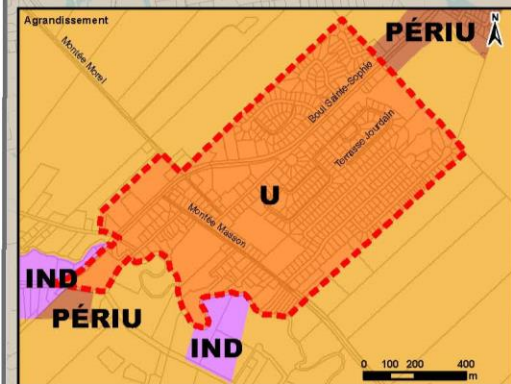 Agrandissement
PÉRIU
N
Montée Morel
Boul Sainte-Sophie
Terrasse Jourdain
U
Montée Masson
IND
PÉRIU
IND
0 100 200 400
m